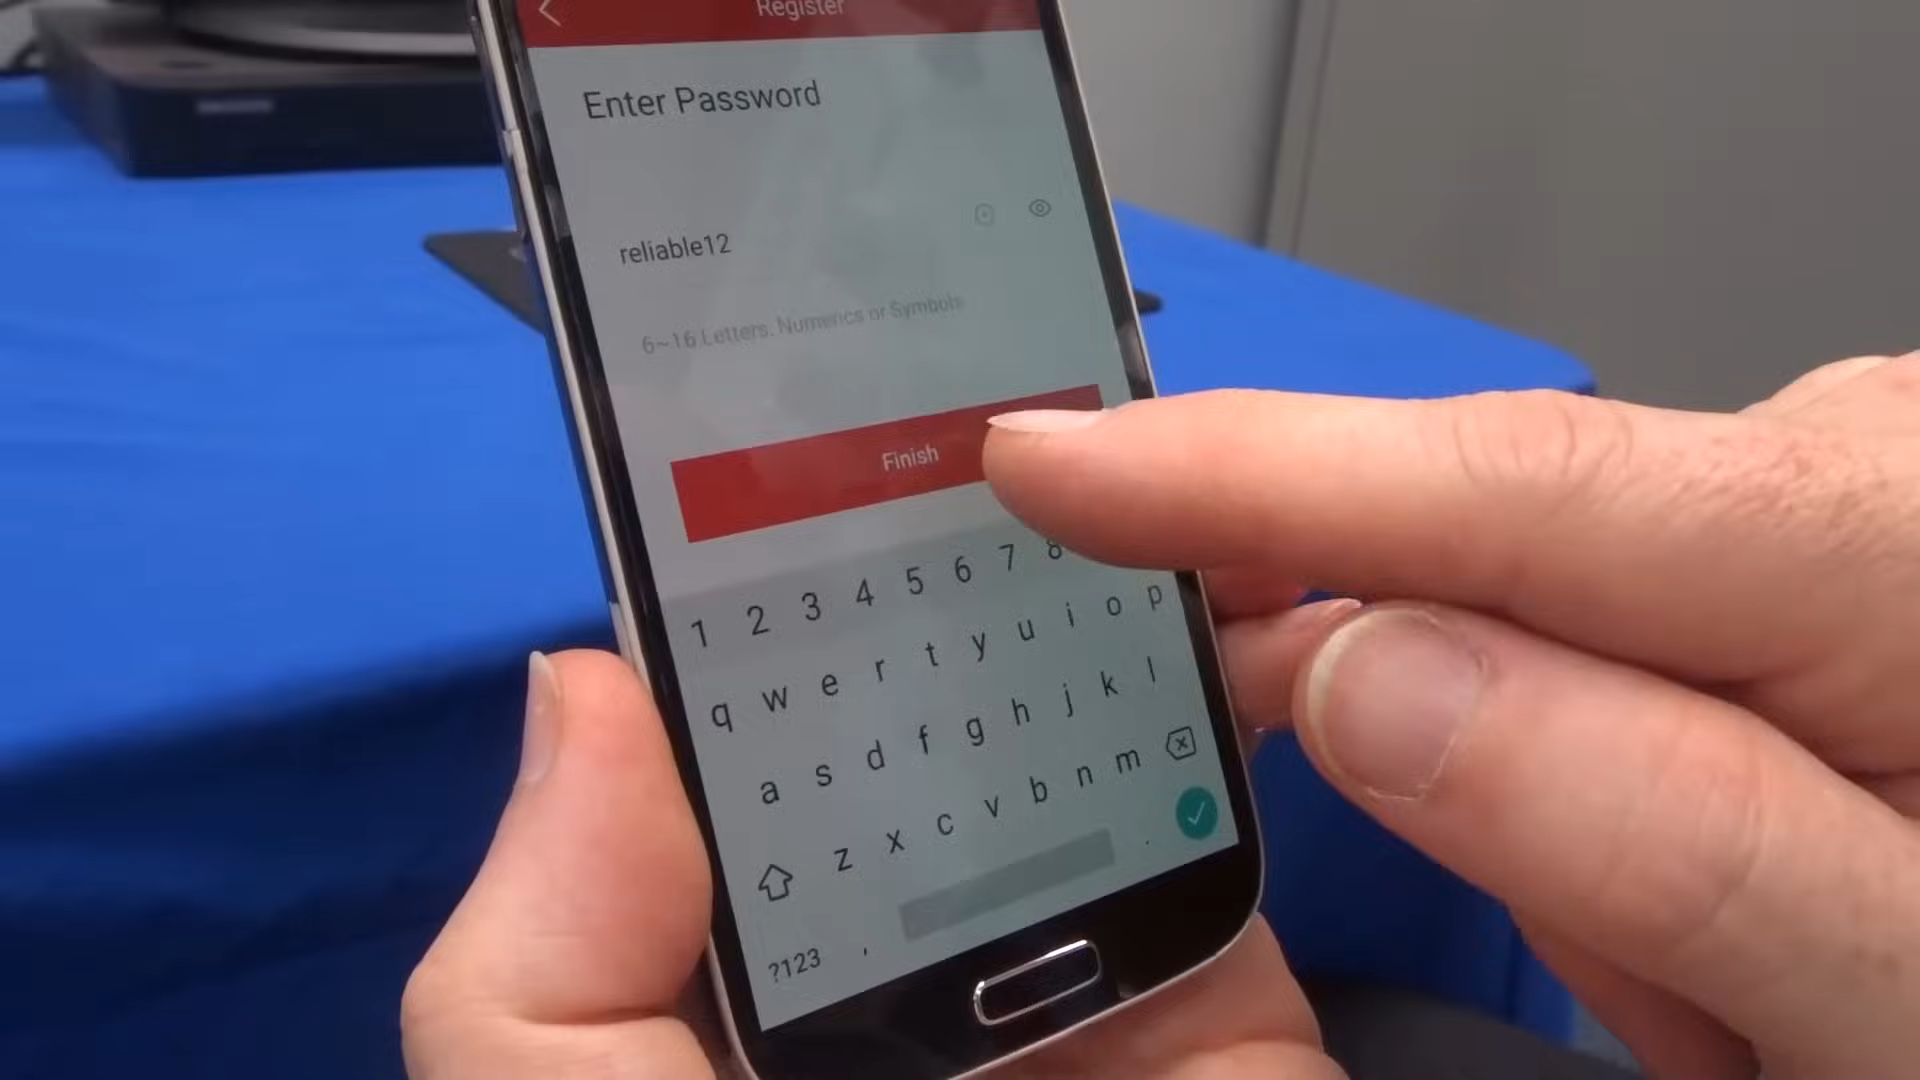 Register
Enter Password
reliable12
6~16 Letters, Numerics or Symbols
Finish
1 2 3 4 5 6 7 8
q w e r t y u i o p
a s d f g h j k l
z x c v b n m
?123 , .